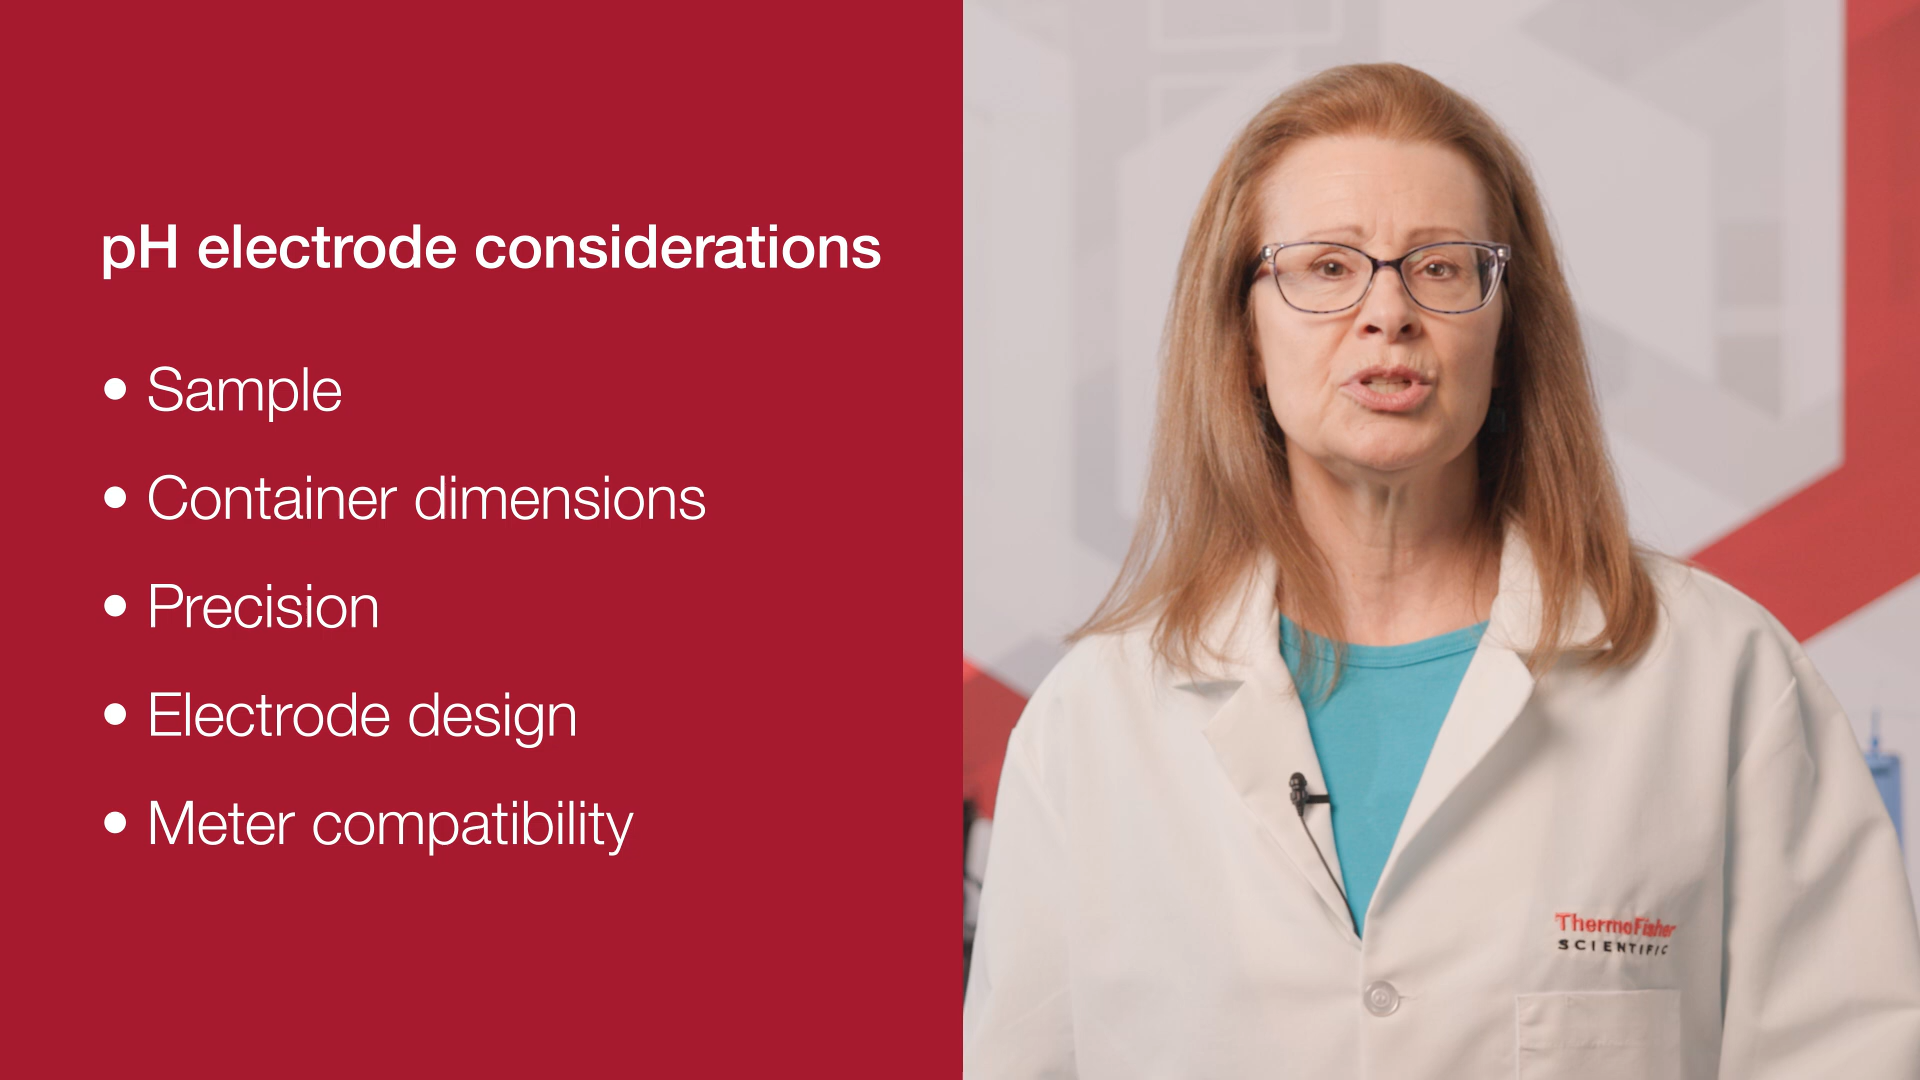 pH electrode considerations
• Sample
• Container dimensions
• Precision
• Electrode design
• Meter compatibility
ThermoFisher
SCIENTIFIC